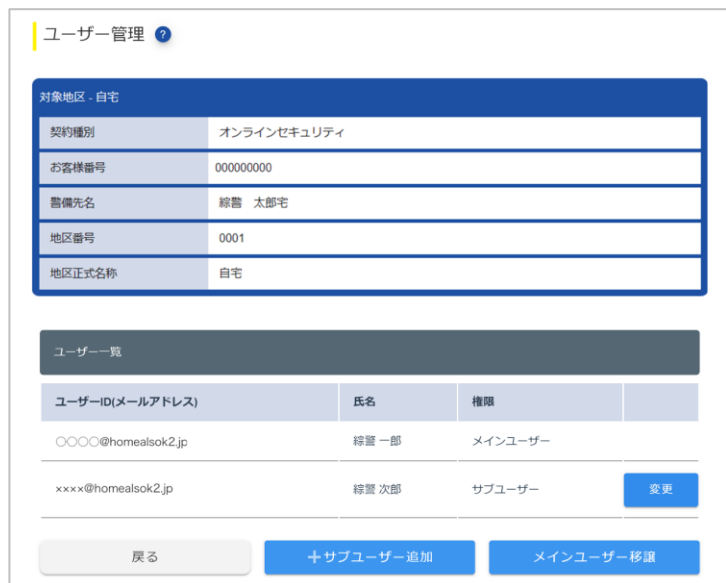 ユーザー管理 ?
対象地区 - 自宅
契約種別 オンラインセキュリティ
お客様番号 000000000
警備先名 綜警 太郎宅
地区番号 0001
地区正式名称 自宅
ユーザー一覧
ユーザーID(メールアドレス) 氏名 権限
○○○○@homealsok2.jp 綜警 一郎 メインユーザー
××××@homealsok2.jp 綜警 次郎 サブユーザー 変更
戻る ＋サブユーザー追加 メインユーザー移譲